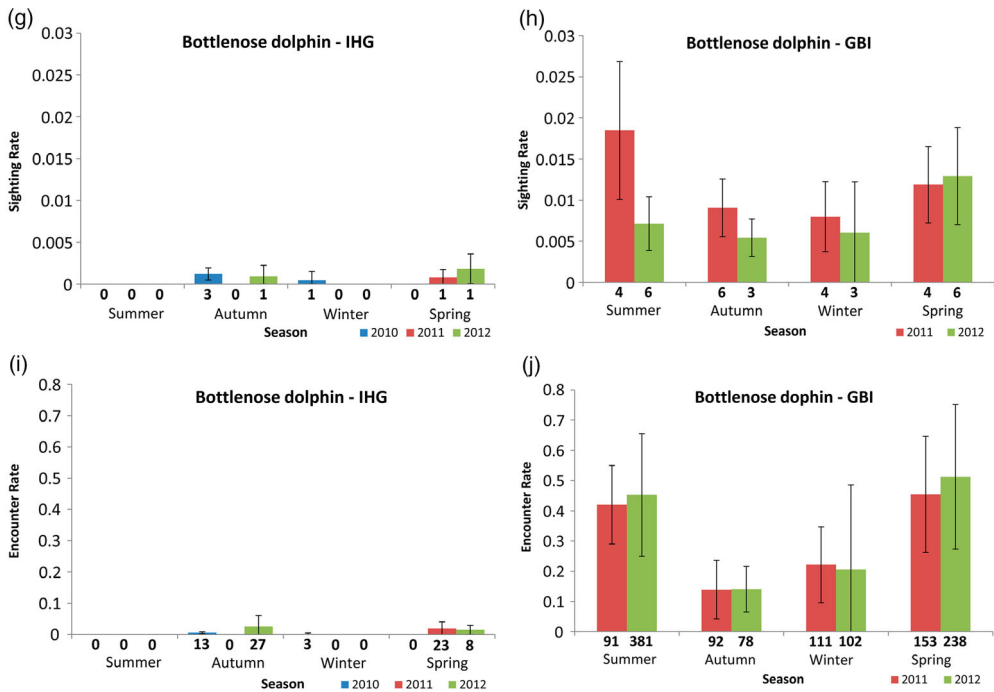 (g)
Bottlenose dolphin - IHG
0.03
0.025
0.02
0.015
0.01
0.005
0
Sighting Rate
0 0 0 3 0 1 1 0 0 0 1 1
Summer Autumn Winter Spring
Season
2010 2011 2012
(h)
Bottlenose dolphin - GBI
0.03
0.025
0.02
0.015
0.01
0.005
0
Sighting Rate
4 6 6 3 4 3 4 6
Summer Autumn Winter Spring
Season
2011 2012
(i)
Bottlenose dolphin - IHG
0.8
0.7
0.6
0.5
0.4
0.3
0.2
0.1
0
Encounter Rate
0 0 0 13 0 27 3 0 0 0 23 8
Summer Autumn Winter Spring
Season
2010 2011 2012
(j)
Bottlenose dophin - GBI
0.8
0.7
0.6
0.5
0.4
0.3
0.2
0.1
0
Encounter Rate
91 381 92 78 111 102 153 238
Summer Autumn Winter Spring
Season
2011 2012